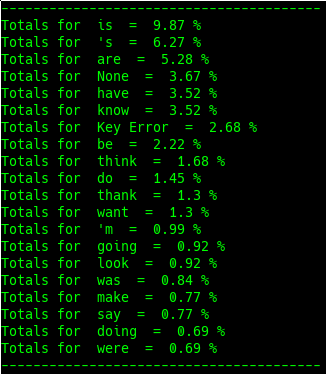 ----------------------------------------
Totals for  is  =  9.87 %
Totals for  's  =  6.27 %
Totals for  are  =  5.28 %
Totals for  None  =  3.67 %
Totals for  have  =  3.52 %
Totals for  know  =  3.52 %
Totals for  Key Error  =  2.68 %
Totals for  be  =  2.22 %
Totals for  think  =  1.68 %
Totals for  do  =  1.45 %
Totals for  thank  =  1.3 %
Totals for  want  =  1.3 %
Totals for  'm  =  0.99 %
Totals for  going  =  0.92 %
Totals for  look  =  0.92 %
Totals for  was  =  0.84 %
Totals for  make  =  0.77 %
Totals for  say  =  0.77 %
Totals for  doing  =  0.69 %
Totals for  were  =  0.69 %
----------------------------------------